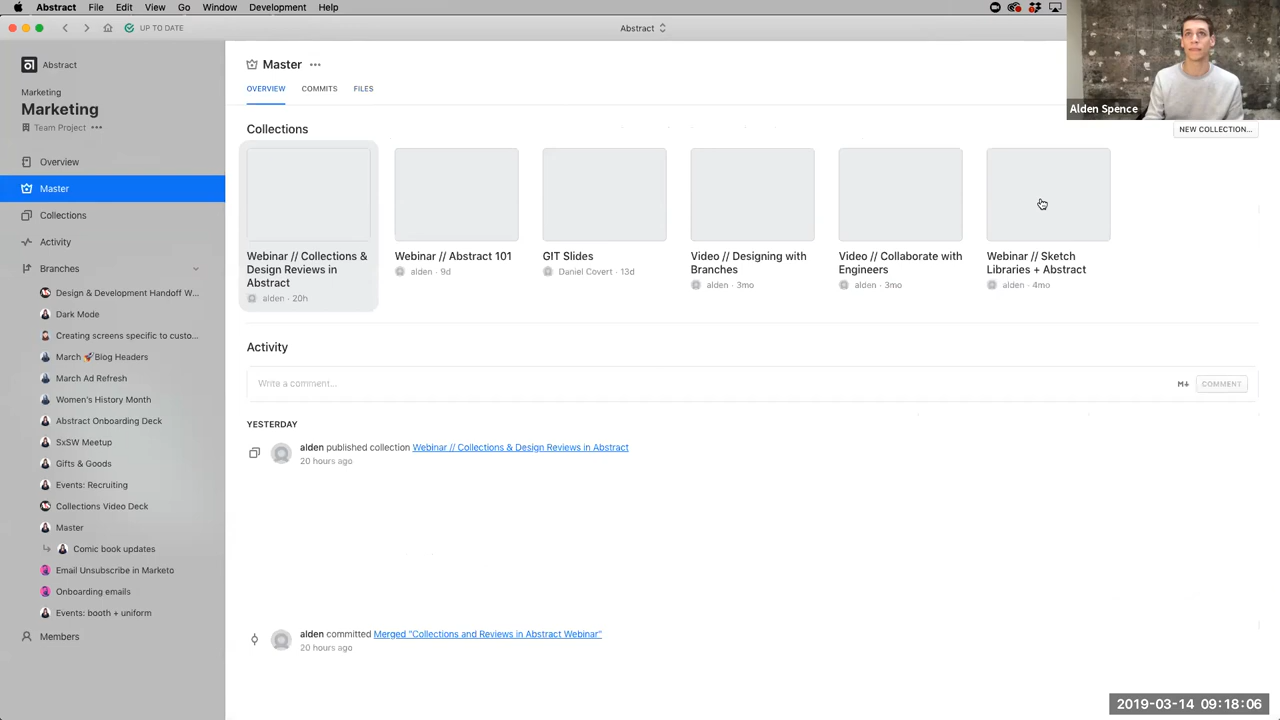 Abstract File Edit View Go Window Development Help
UP TO DATE
Abstract
Alden Spence
Abstract
Marketing
Marketing
Team Project •••
Overview
Master
Collections
Activity
Branches
Design & Development Handoff W...
Dark Mode
Creating screens specific to custo...
March 🚀Blog Headers
March Ad Refresh
Women's History Month
Abstract Onboarding Deck
SxSW Meetup
Gifts & Goods
Events: Recruiting
Collections Video Deck
Master
Comic book updates
Email Unsubscribe in Marketo
Onboarding emails
Events: booth + uniform
Members
Master •••
OVERVIEW COMMITS FILES
Collections
NEW COLLECTION...
Webinar // Collections &
Design Reviews in
Abstract
alden · 20h
Webinar // Abstract 101
alden · 9d
GIT Slides
Daniel Covert · 13d
Video // Designing with
Branches
alden · 3mo
Video // Collaborate with
Engineers
alden · 3mo
Webinar // Sketch
Libraries + Abstract
alden · 4mo
Activity
Write a comment...
M↓ COMMENT
YESTERDAY
alden published collection Webinar // Collections & Design Reviews in Abstract
20 hours ago
alden committed Merged "Collections and Reviews in Abstract Webinar"
20 hours ago
2019-03-14 09:18:06